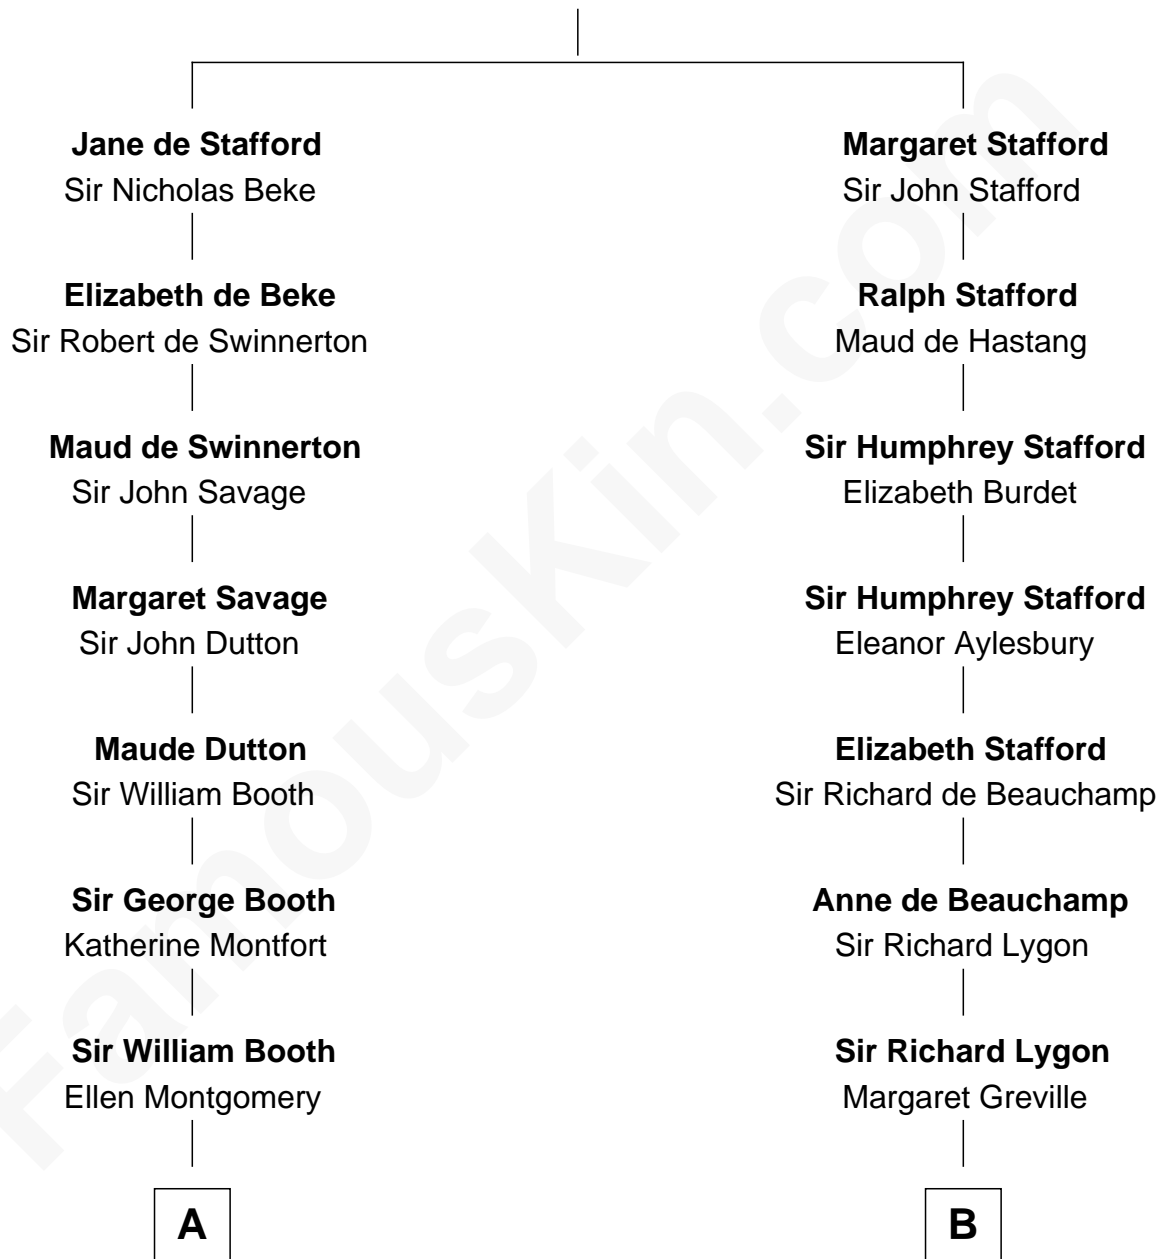 Jane de Stafford
Sir Nicholas Beke
Elizabeth de Beke
Sir Robert de Swinnerton
Maud de Swinnerton
Sir John Savage
Margaret Savage
Sir John Dutton
Maude Dutton
Sir William Booth
Sir George Booth
Katherine Montfort
Sir William Booth
Ellen Montgomery
A
Margaret Stafford
Sir John Stafford
Ralph Stafford
Maud de Hastang
Sir Humphrey Stafford
Elizabeth Burdet
Sir Humphrey Stafford
Eleanor Aylesbury
Elizabeth Stafford
Sir Richard de Beauchamp
Anne de Beauchamp
Sir Richard Lygon
Sir Richard Lygon
Margaret Greville
B
FamousKin.com